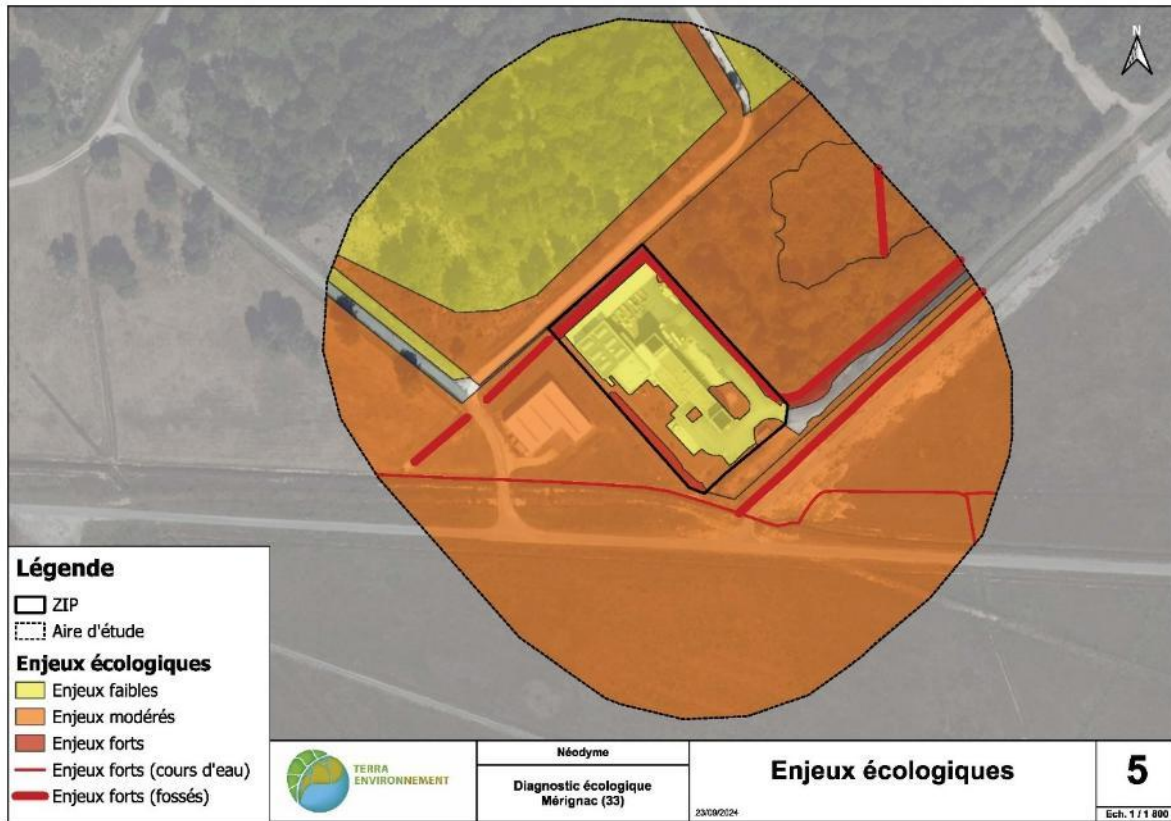 N
Légende
ZIP
Aire d'étude
Enjeux écologiques
Enjeux faibles
Enjeux modérés
Enjeux forts
Enjeux forts (cours d'eau)
Enjeux forts (fossés)
TERRA
ENVIRONNEMENT
Néodyme
Diagnostic écologique
Mérignac (33)
Enjeux écologiques
23/09/2024
5
Ech. 1 / 1 800